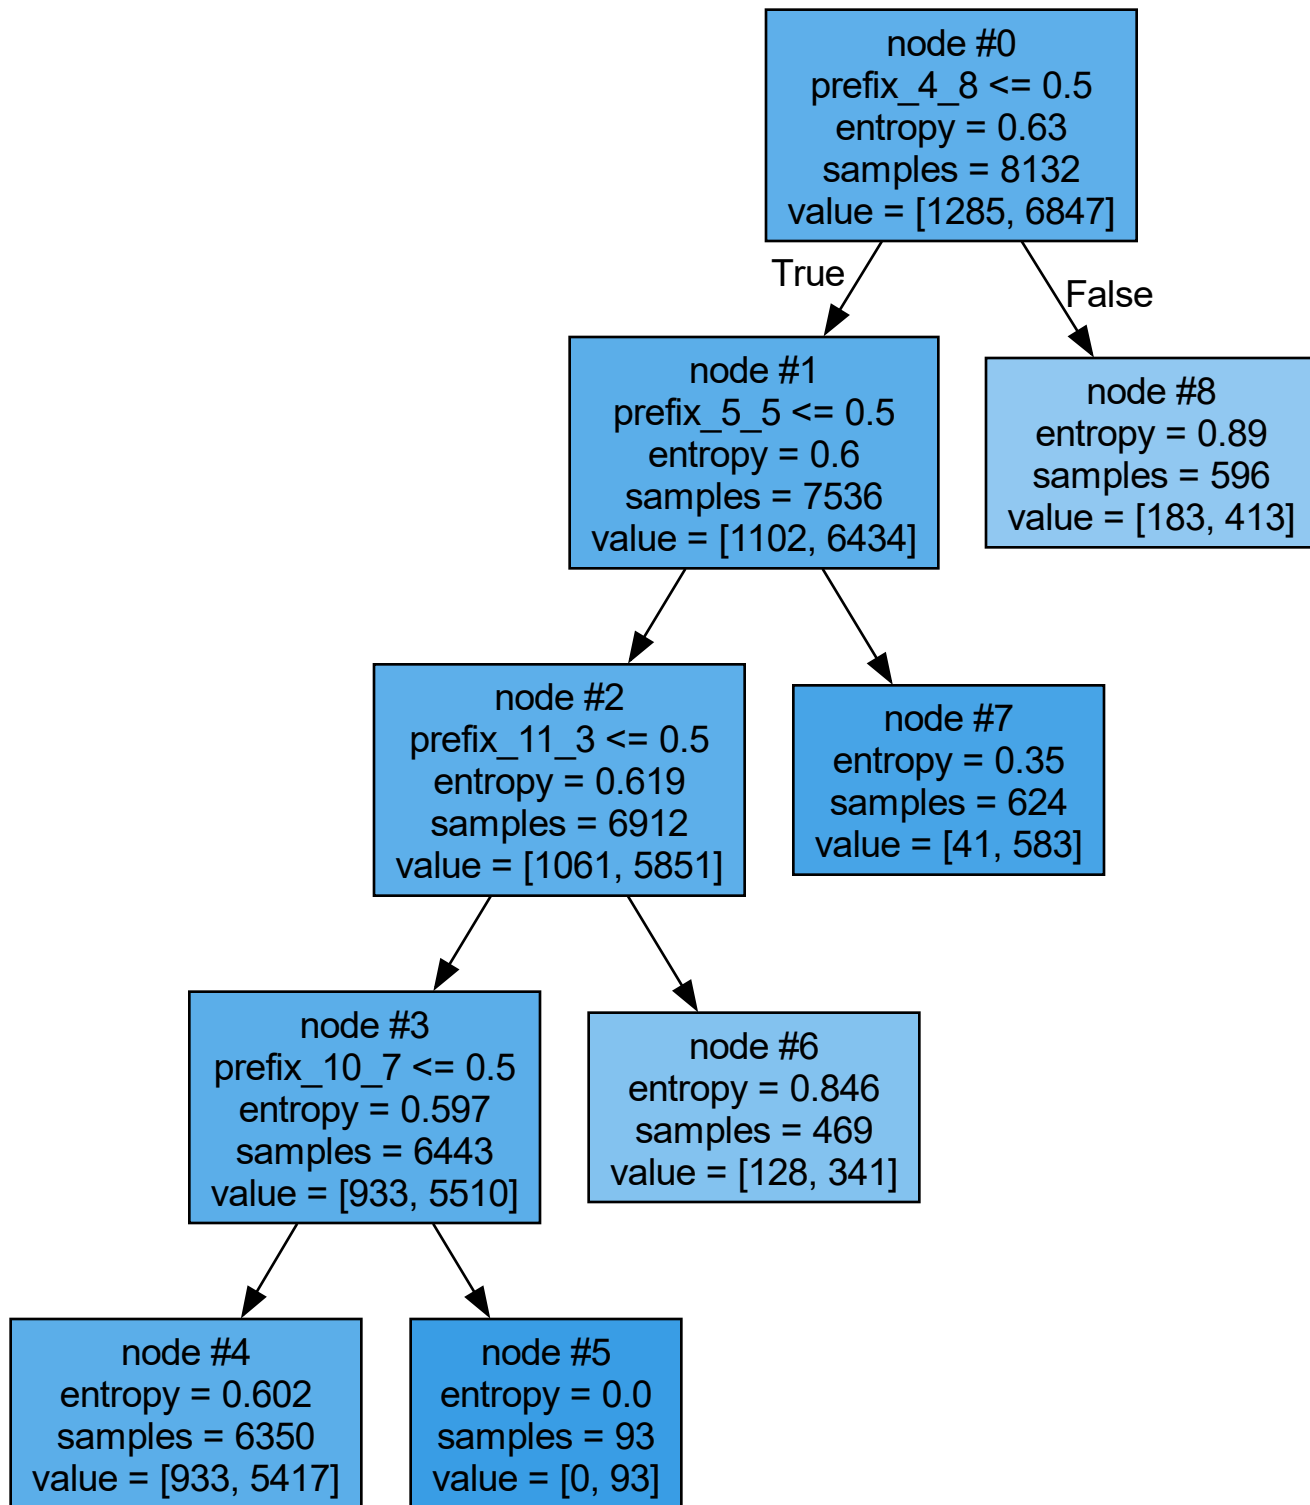 node #0
prefix_4_8 <= 0.5
entropy = 0.63
samples = 8132
value = [1285, 6847]
True
False
node #1
prefix_5_5 <= 0.5
entropy = 0.6
samples = 7536
value = [1102, 6434]
node #8
entropy = 0.89
samples = 596
value = [183, 413]
node #2
prefix_11_3 <= 0.5
entropy = 0.619
samples = 6912
value = [1061, 5851]
node #7
entropy = 0.35
samples = 624
value = [41, 583]
node #3
prefix_10_7 <= 0.5
entropy = 0.597
samples = 6443
value = [933, 5510]
node #6
entropy = 0.846
samples = 469
value = [128, 341]
node #4
entropy = 0.602
samples = 6350
value = [933, 5417]
node #5
entropy = 0.0
samples = 93
value = [0, 93]